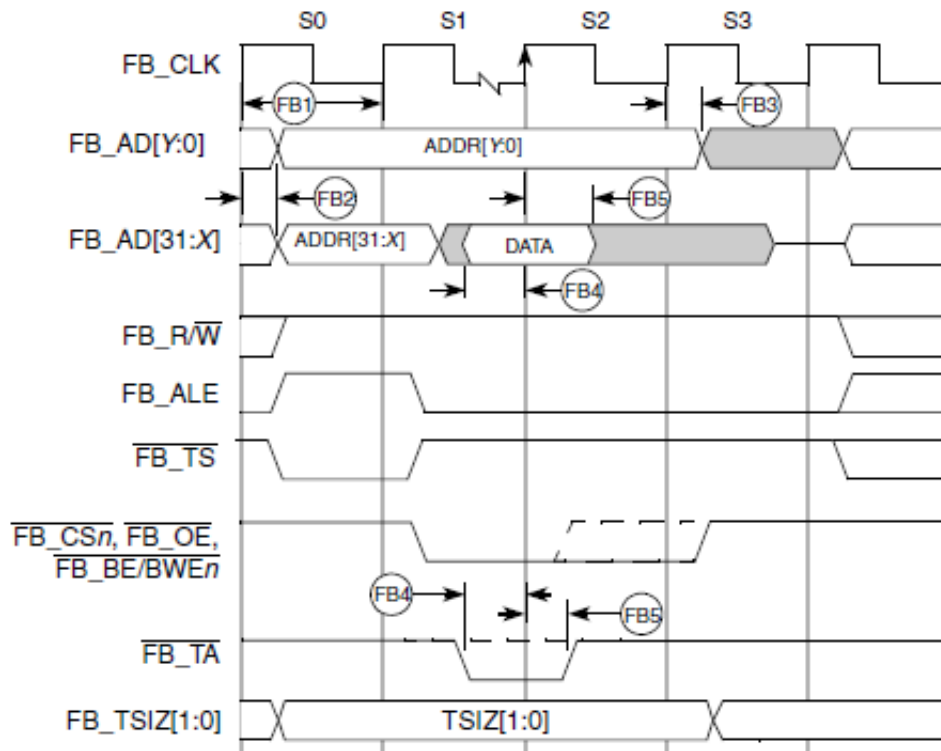 S0 S1 S2 S3
FB_CLK
FB1 FB3
FB_AD[Y:0] ADDR[Y:0]
FB2 FB5
FB_AD[31:X] ADDR[31:X] DATA
FB4
FB_R/W
FB_ALE
FB_TS
FB_CSn, FB_OE,
FB_BE/BWEn
FB4 FB5
FB_TA
FB_TSIZ[1:0] TSIZ[1:0]